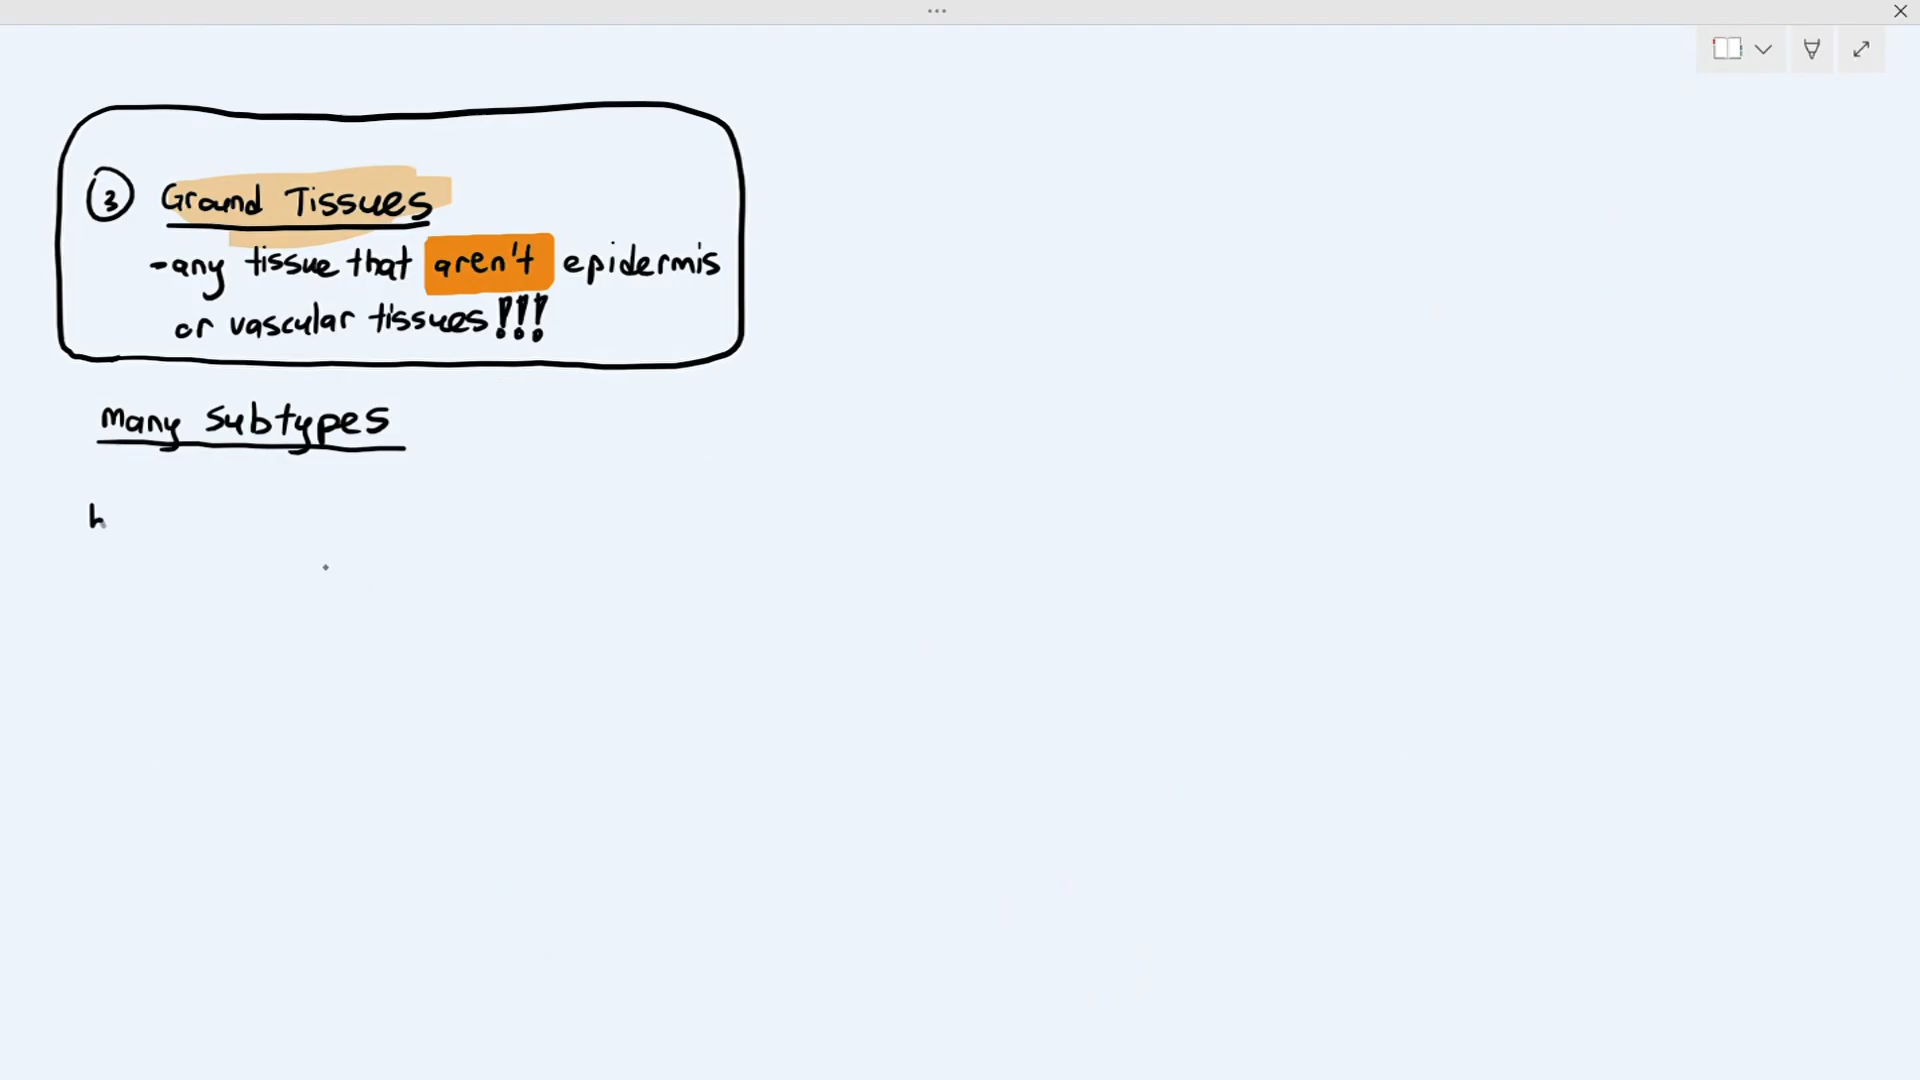 3 Ground Tissues
-any tissue that aren't epidermis
or vascular tissues!!!
Many Subtypes